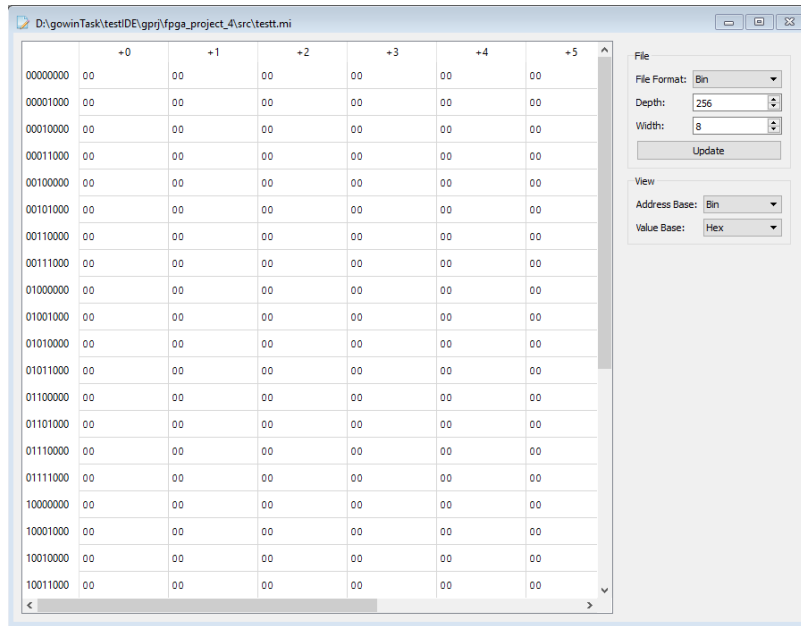 D:\gowinTask\testIDE\gprj\fpga_project_4\src\testt.mi
+0 +1 +2 +3 +4 +5
00000000 00 00 00 00 00 00
00001000 00 00 00 00 00 00
00010000 00 00 00 00 00 00
00011000 00 00 00 00 00 00
00100000 00 00 00 00 00 00
00101000 00 00 00 00 00 00
00110000 00 00 00 00 00 00
00111000 00 00 00 00 00 00
01000000 00 00 00 00 00 00
01001000 00 00 00 00 00 00
01010000 00 00 00 00 00 00
01011000 00 00 00 00 00 00
01100000 00 00 00 00 00 00
01101000 00 00 00 00 00 00
01110000 00 00 00 00 00 00
01111000 00 00 00 00 00 00
10000000 00 00 00 00 00 00
10001000 00 00 00 00 00 00
10010000 00 00 00 00 00 00
10011000 00 00 00 00 00 00
File
File Format: Bin
Depth: 256
Width: 8
Update
View
Address Base: Bin
Value Base: Hex